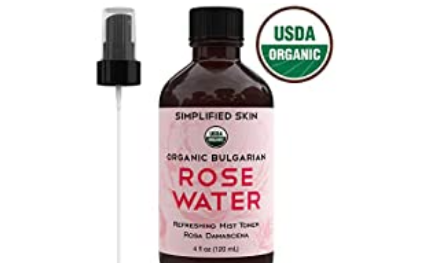 USDA
ORGANIC
SIMPLIFIED SKIN
USDA
ORGANIC
ORGANIC BULGARIAN
ROSE
WATER
REFRESHING MIST TONER
ROSA DAMASCENA
4 fl oz (120 mL)